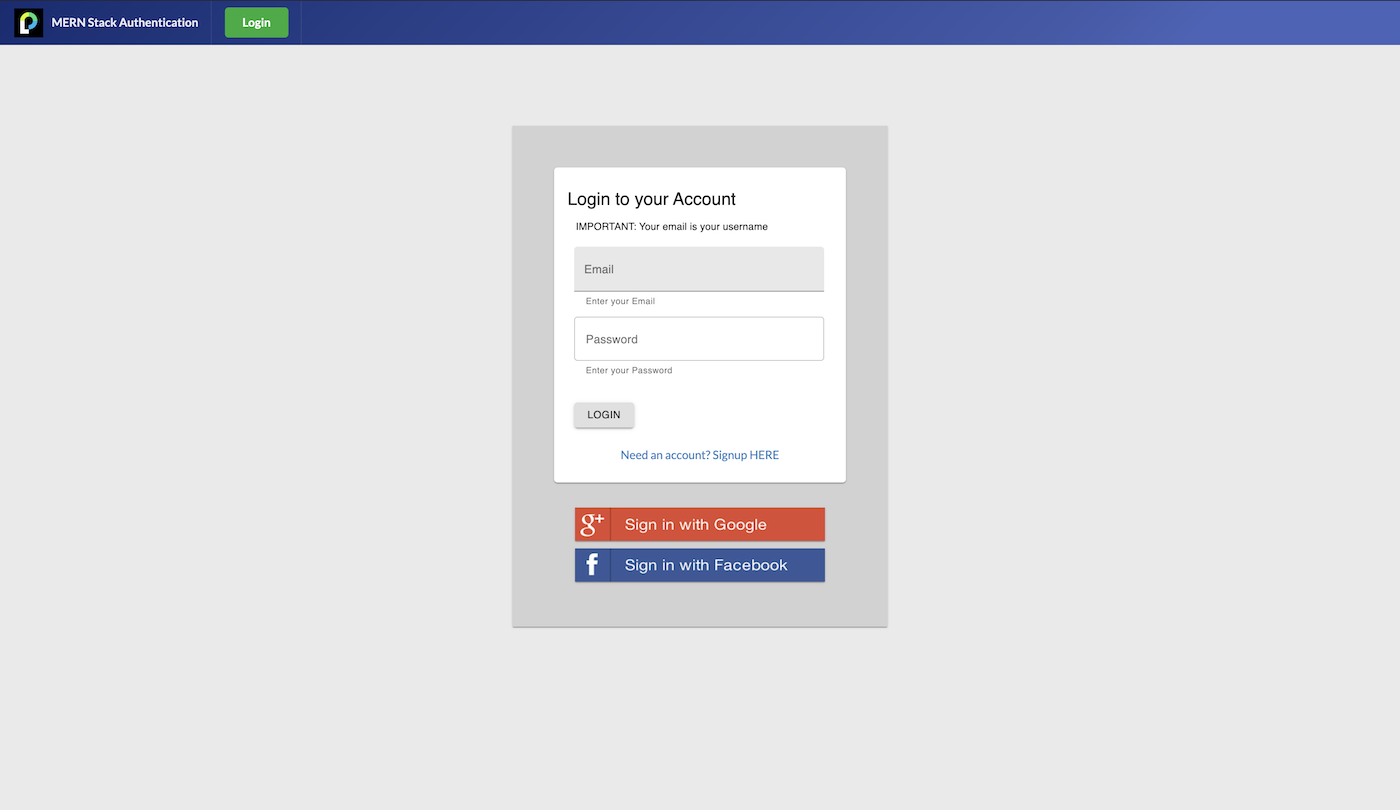 MERN Stack Authentication
Login
Login to your Account
IMPORTANT: Your email is your username
Email
Enter your Email
Password
Enter your Password
LOGIN
Need an account? Signup HERE
g+ Sign in with Google
f Sign in with Facebook